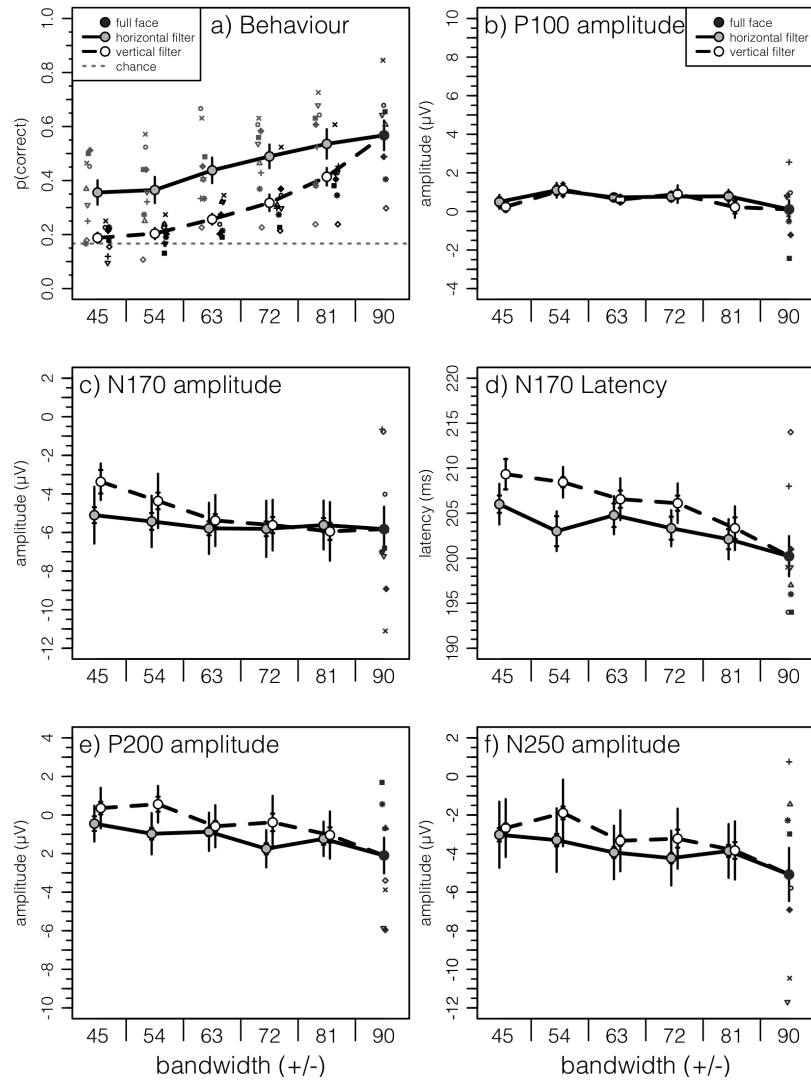 a) Behaviour
full face
horizontal filter
vertical filter
chance
p(correct)
1.0
0.8
0.6
0.4
0.2
0.0
45 54 63 72 81 90
b) P100 amplitude
full face
horizontal filter
vertical filter
amplitude (µV)
10
8
6
4
2
0
-2
-4
45 54 63 72 81 90
c) N170 amplitude
amplitude (µV)
2
0
-2
-4
-6
-8
-10
-12
45 54 63 72 81 90
d) N170 Latency
latency (ms)
220
215
210
205
200
195
190
45 54 63 72 81 90
e) P200 amplitude
amplitude (µV)
4
2
0
2
-4
-6
-8
-10
45 54 63 72 81 90
bandwidth (+/-)
f) N250 amplitude
amplitude (µV)
2
0
-2
-4
-6
-8
-10
-12
45 54 63 72 81 90
bandwidth (+/-)